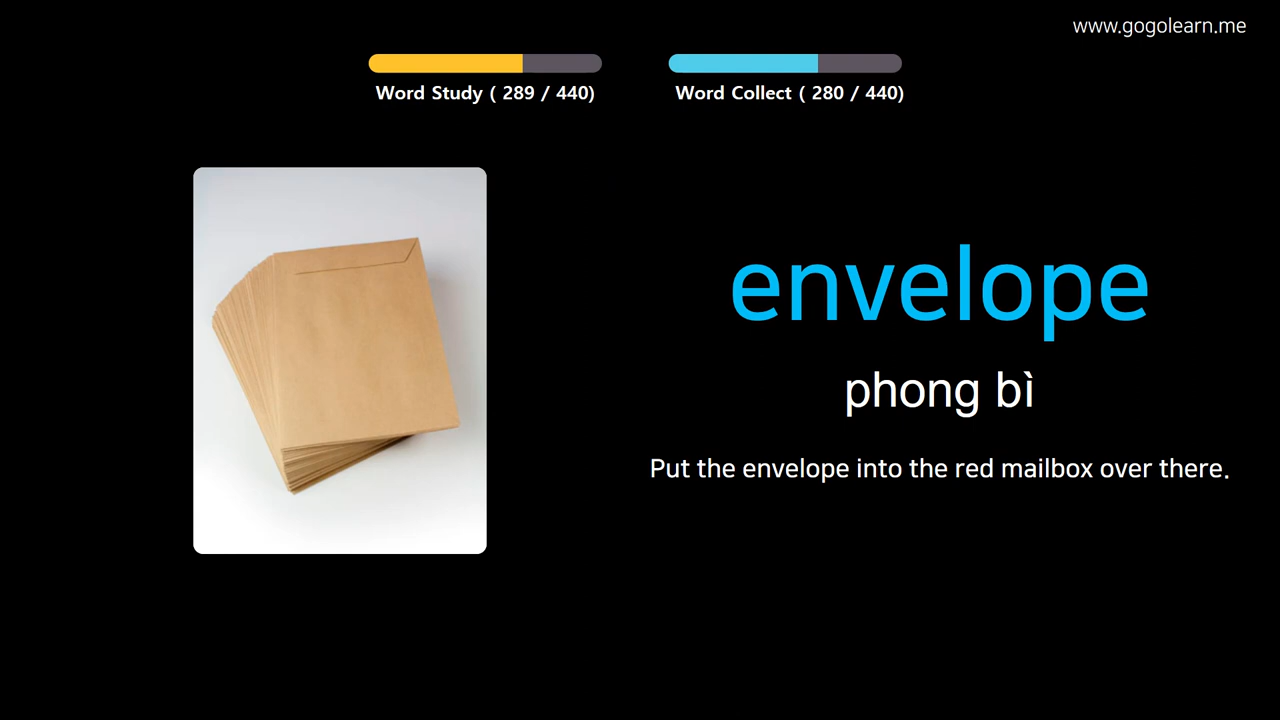 www.gogolearn.me
Word Study ( 289 / 440)
Word Collect ( 280 / 440)
envelope
phong bì
Put the envelope into the red mailbox over there.